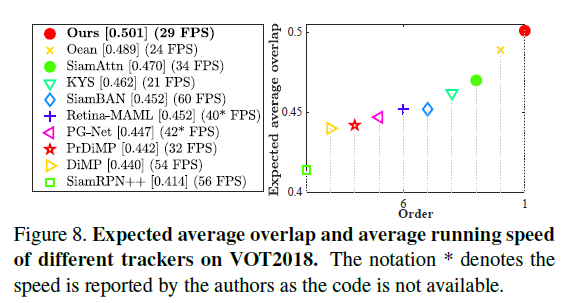 Ours [0.501] (29 FPS)
Oean [0.489] (24 FPS)
SiamAttn [0.470] (34 FPS)
KYS [0.462] (21 FPS)
SiamBAN [0.452] (60 FPS)
Retina-MAML [0.452] (40* FPS)
PG-Net [0.447] (42* FPS)
PrDiMP [0.442] (32 FPS)
DiMP [0.440] (54 FPS)
SiamRPN++ [0.414] (56 FPS)
Expected average overlap
0.5
0.45
0.4
6
1
Order
Figure 8. Expected average overlap and average running speed
of different trackers on VOT2018. The notation * denotes the
speed is reported by the authors as the code is not available.